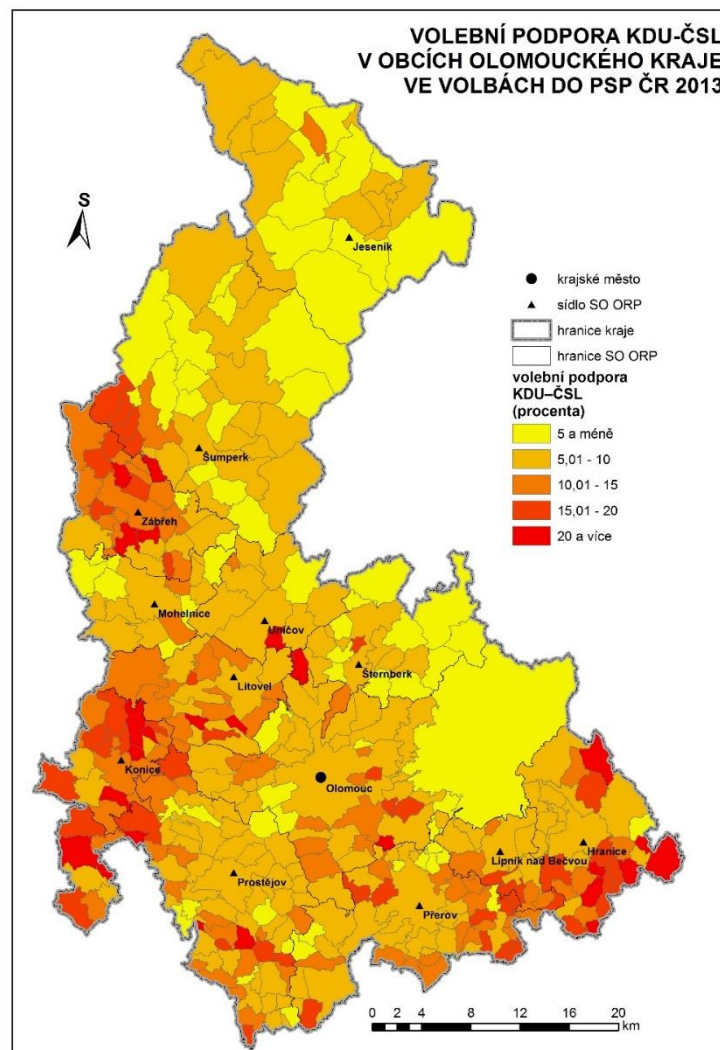 VOLEBNÍ PODPORA KDU-ČSL
V OBCÍCH OLOMOUCKÉHO KRAJE
VE VOLBÁCH DO PSP ČR 2013
S
Jeseník
krajské město
sídlo SO ORP
hranice kraje
hranice SO ORP
volební podpora
KDU–ČSL
(procenta)
5 a méně
5,01 - 10
10,01 - 15
15,01 - 20
20 a více
Šumperk
Zábřeh
Mohelnice
Uničov
Šternberk
Litovel
Konice
Olomouc
Hranice
Lipník nad Bečvou
Prostějov
Přerov
0 2 4 8 12 16 20
km